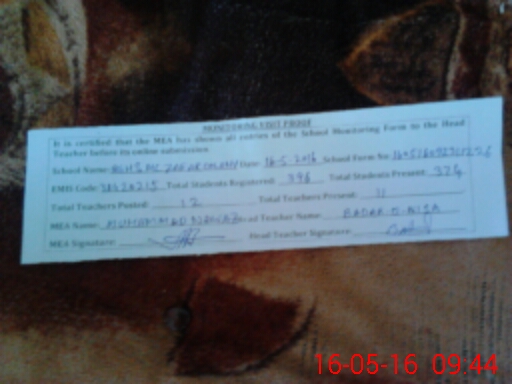 MONITORING VISIT PROOF
It is certified that the MEA has shown all entries of the School Monitoring Form to the Head
Teacher before its online submission.
School Name: Date: 16-5-2016 School Form No:
EMIS Code: Total Students Registered: 396 Total Students Present: 324
Total Teachers Posted: 12 Total Teachers Present: 11
MEA Name: MUHAMMAD Head Teacher Name:
MEA Signature: Head Teacher Signature:
16-05-16 09:44